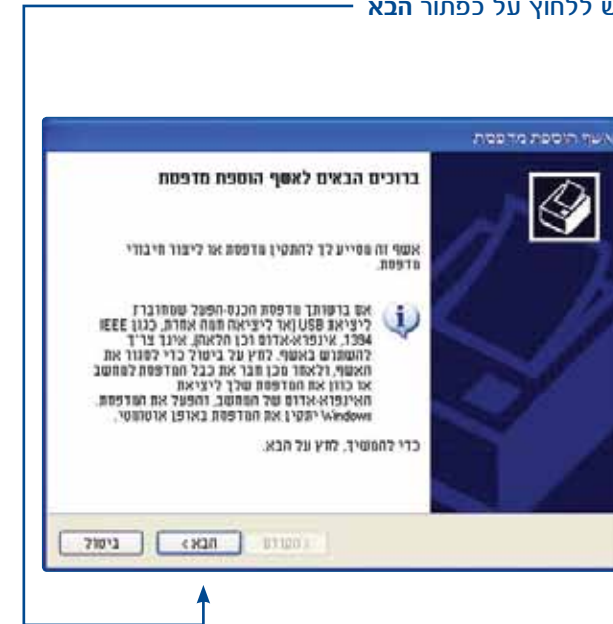 ש ללחוץ על כפתור הבא
אשף הוספת מדפסת
ברוכים הבאים לאשף הוספת מדפסת
אשף זה מסייע לך להתקין מדפסת או ליצור חיבורי
מדפסת.
אם ברשותך מדפסת הכנס-הפעל שמחוברת
ליציאת USB (או ליציאה חמה אחרת, כגון IEEE
1394, אינפרא-אדום וכן הלאה), אינך צריך
להשתמש באשף. לחץ על ביטול כדי לסגור את
האשף, ולאחר מכן חבר את כבל המדפסת למחשב
או כוון את המדפסת שלך ליציאת
האינפרא-אדום של המחשב, והפעל את המדפסת.
Windows יתקין את המדפסת באופן אוטומטי.
כדי להמשיך, לחץ על הבא.
< הקודם
הבא >
ביטול